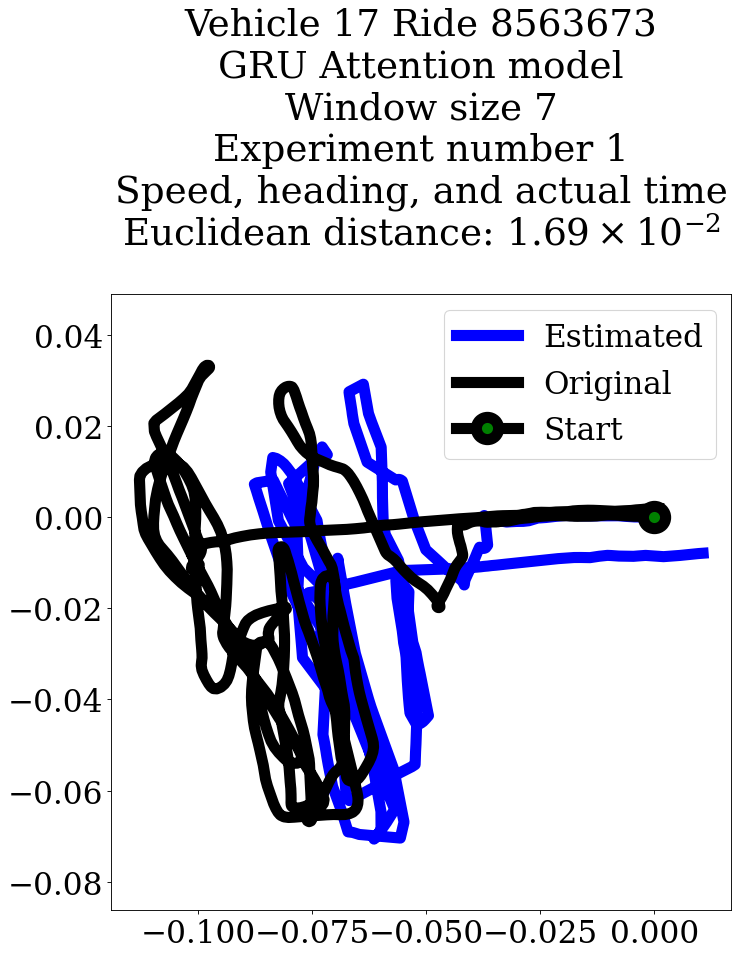 Vehicle 17 Ride 8563673
GRU Attention model
Window size 7
Experiment number 1
Speed, heading, and actual time
Euclidean distance: 1.69 × 10⁻²
Estimated
Original
Start
0.04
0.02
0.00
−0.02
−0.04
−0.06
−0.08
−0.100 −0.075 −0.050 −0.025 0.000